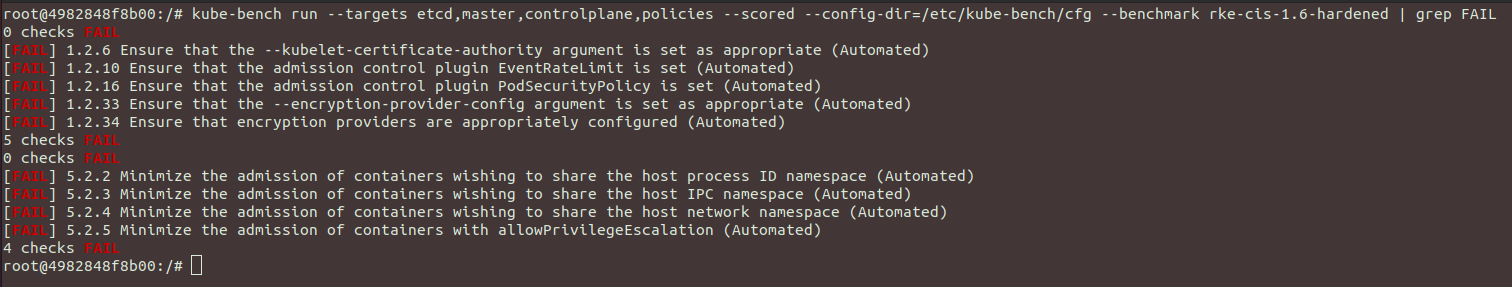 root@4982848f8b00:/# kube-bench run --targets etcd,master,controlplane,policies --scored --config-dir=/etc/kube-bench/cfg --benchmark rke-cis-1.6-hardened | grep FAIL
0 checks FAIL
[FAIL] 1.2.6 Ensure that the --kubelet-certificate-authority argument is set as appropriate (Automated)
[FAIL] 1.2.10 Ensure that the admission control plugin EventRateLimit is set (Automated)
[FAIL] 1.2.16 Ensure that the admission control plugin PodSecurityPolicy is set (Automated)
[FAIL] 1.2.33 Ensure that the --encryption-provider-config argument is set as appropriate (Automated)
[FAIL] 1.2.34 Ensure that encryption providers are appropriately configured (Automated)
5 checks FAIL
0 checks FAIL
[FAIL] 5.2.2 Minimize the admission of containers wishing to share the host process ID namespace (Automated)
[FAIL] 5.2.3 Minimize the admission of containers wishing to share the host IPC namespace (Automated)
[FAIL] 5.2.4 Minimize the admission of containers wishing to share the host network namespace (Automated)
[FAIL] 5.2.5 Minimize the admission of containers with allowPrivilegeEscalation (Automated)
4 checks FAIL
root@4982848f8b00:/#